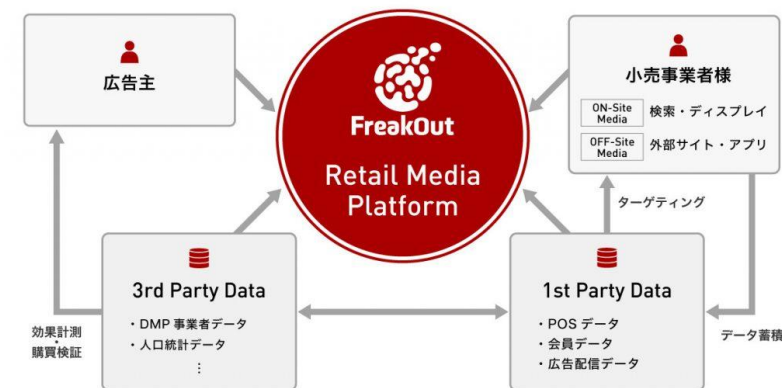 広告主
FreakOut
Retail Media
Platform
小売事業者様
ON-Site
Media
検索・ディスプレイ
OFF-Site
Media
外部サイト・アプリ
ターゲティング
3rd Party Data
・DMP 事業者データ
・人口統計データ
⋮
1st Party Data
・POS データ
・会員データ
・広告配信データ
効果計測
・
購買検証
データ蓄積